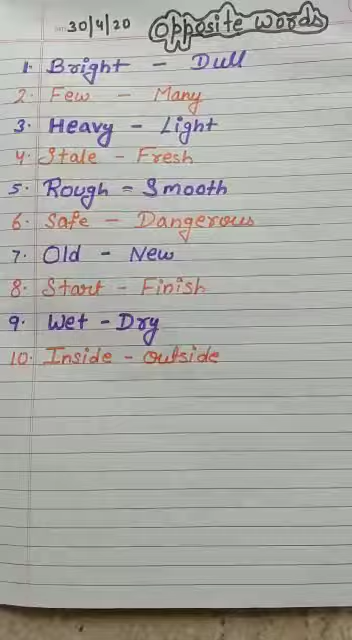 30/4/20 Opposite Words
1. Bright - Dull
2. Few - Many
3. Heavy - Light
4. Stale - Fresh
5. Rough = Smooth
6. Safe - Dangerous
7. Old - New
8. Start - Finish
9. Wet - Dry
10. Inside - Outside